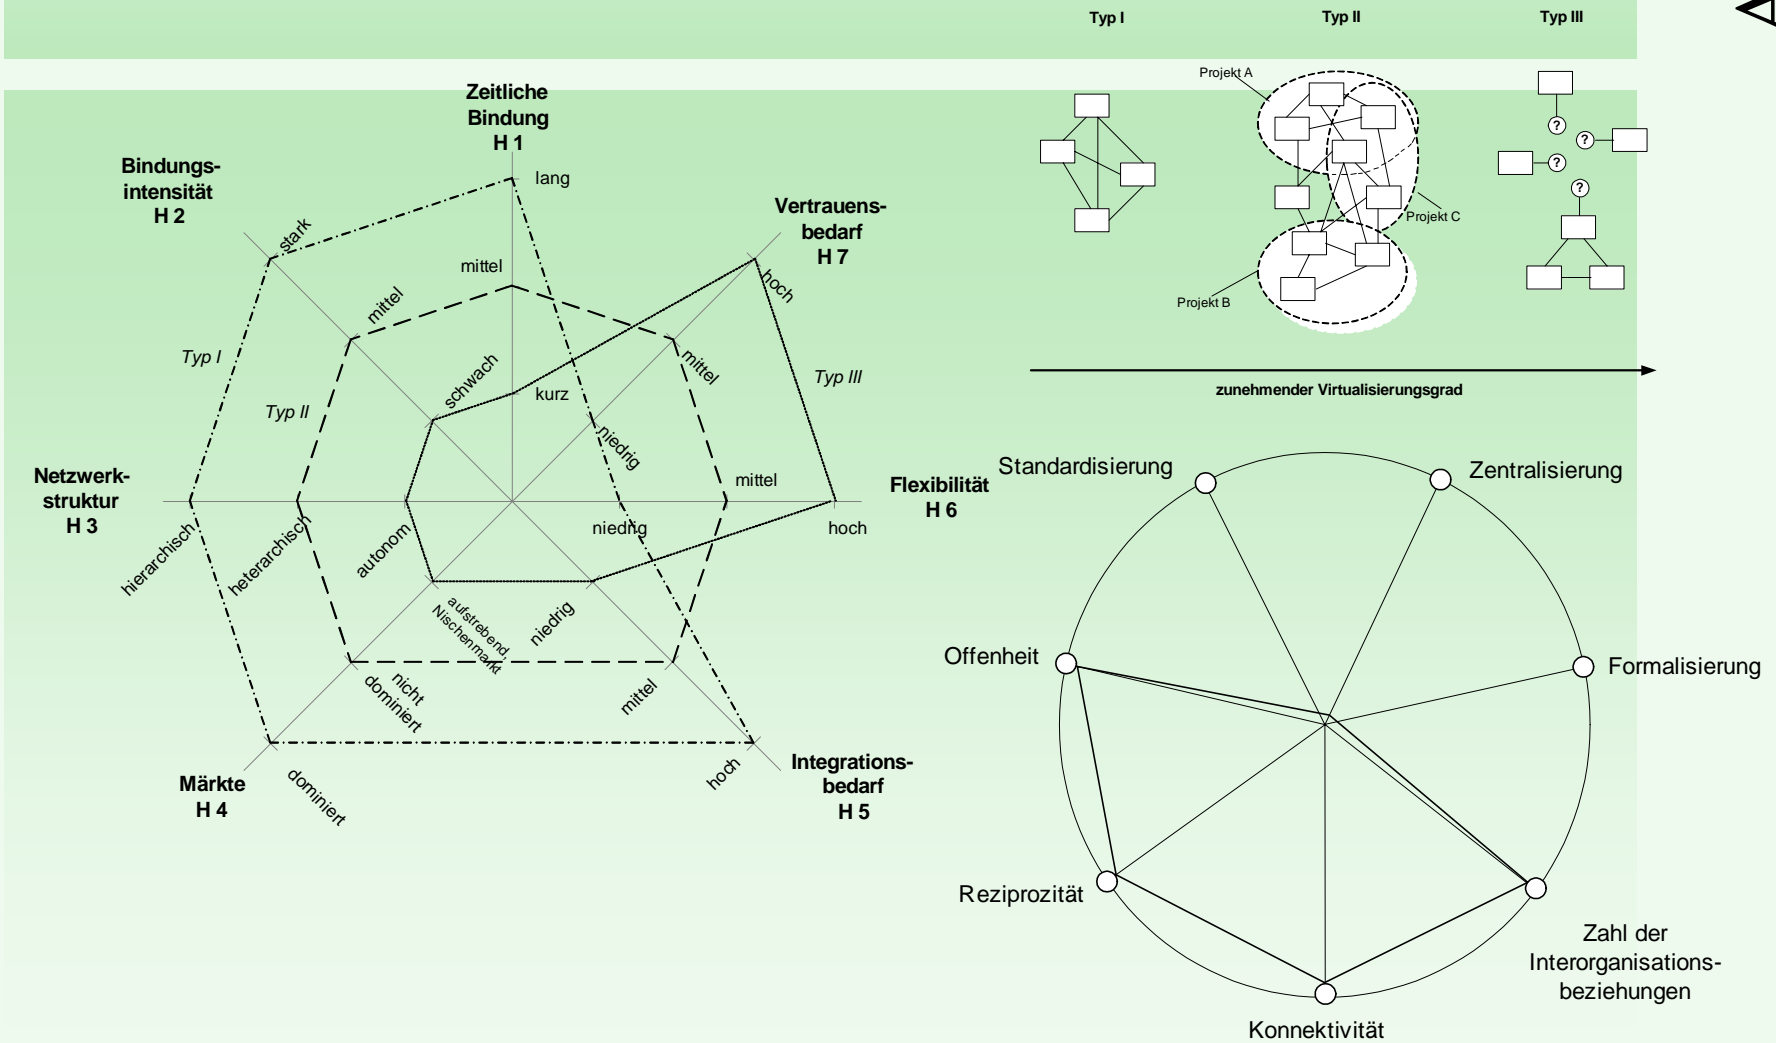 Typ I
Typ II
Typ III
Zeitliche
Bindung
H 1
Bindungs-
intensität
H 2
stark
lang
Vertrauens-
bedarf
H 7
mittel
mittel
hoch
Typ I
schwach
mittel
Typ III
kurz
Typ II
niedrig
Netzwerk-
struktur
H 3
mittel
Flexibilität
H 6
niedrig
hoch
hierarchisch
heterarchisch
autonom
aufstrebend,
Nischenmarkt
niedrig
nicht
dominiert
mittel
Märkte
H 4
dominiert
hoch
Integrations-
bedarf
H 5
Projekt A
Projekt C
Projekt B
?
?
?
?
zunehmender Virtualisierungsgrad
Standardisierung
Zentralisierung
Offenheit
Formalisierung
Reziprozität
Zahl der
Interorganisations-
beziehungen
Konnektivität